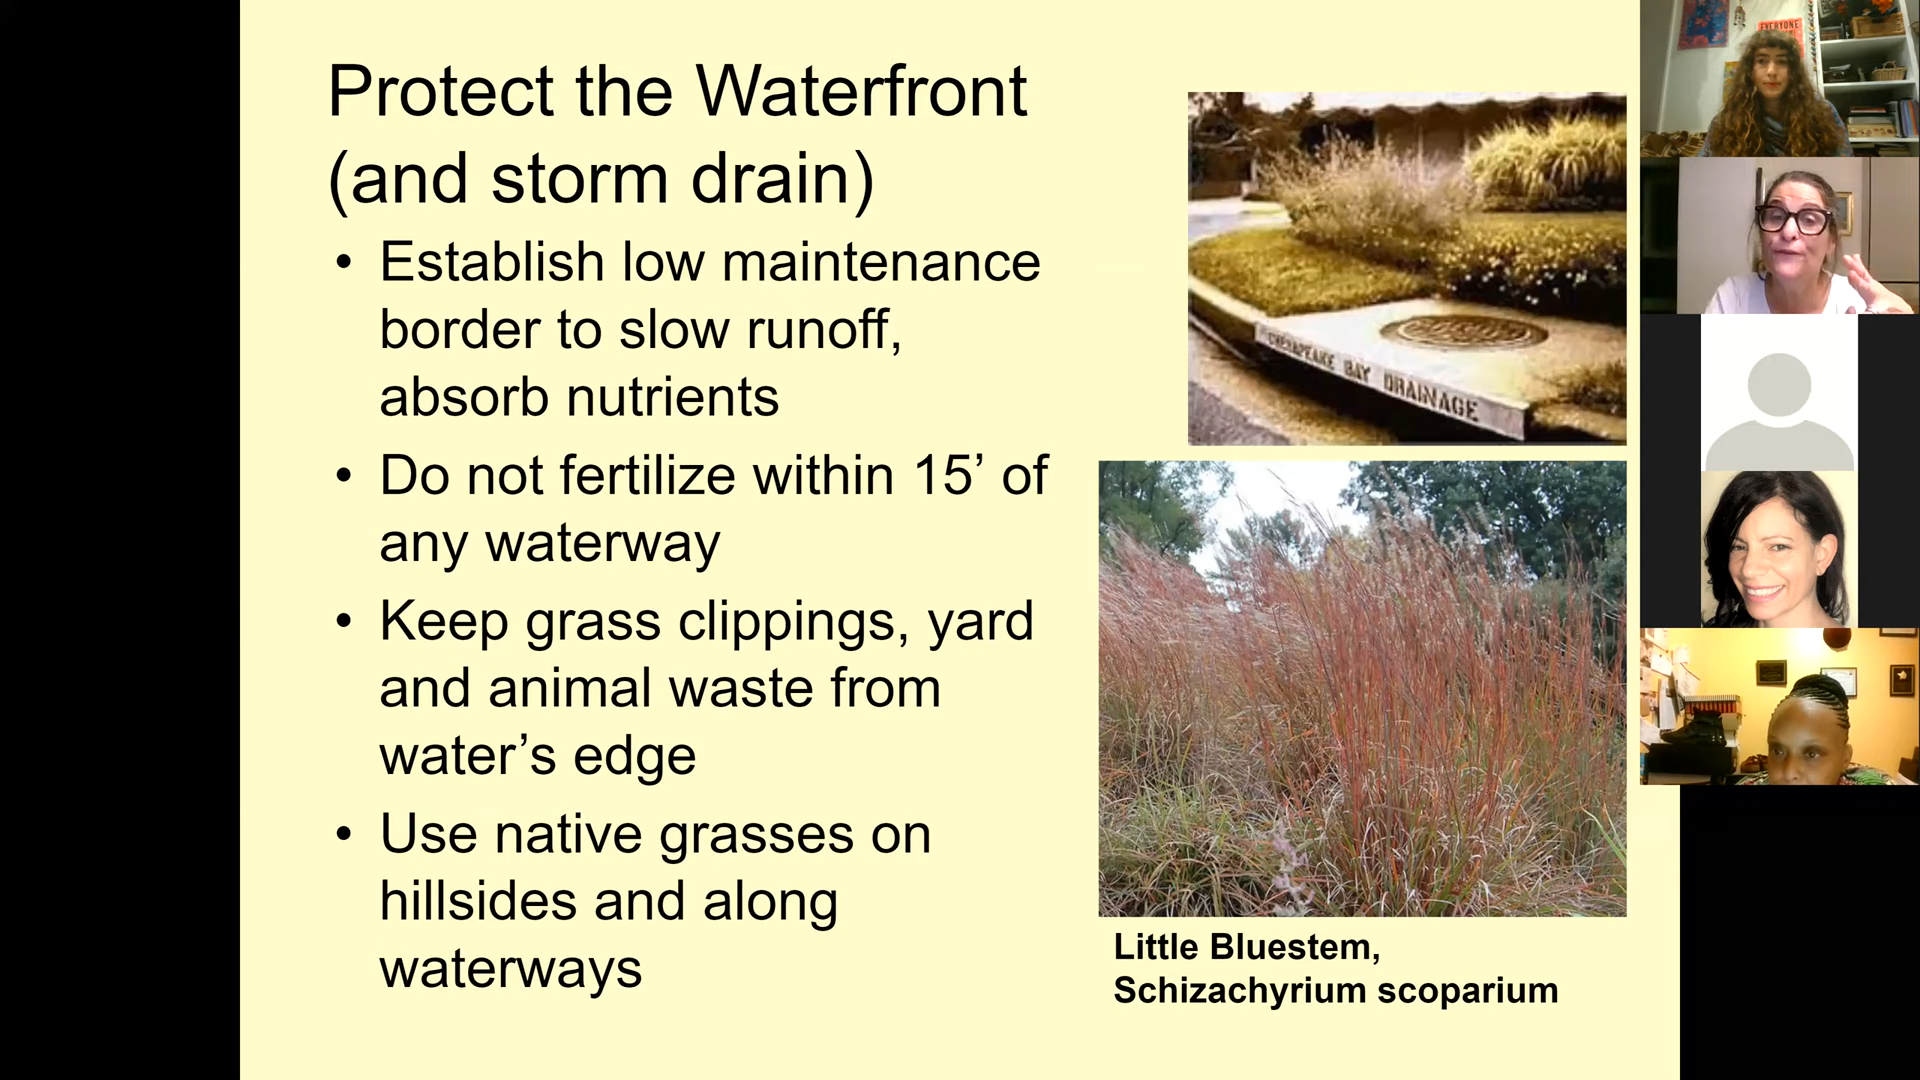 Protect the Waterfront
(and storm drain)
• Establish low maintenance
border to slow runoff,
absorb nutrients
• Do not fertilize within 15’ of
any waterway
• Keep grass clippings, yard
and animal waste from
water’s edge
• Use native grasses on
hillsides and along
waterways
CHESAPEAKE BAY DRAINAGE
Little Bluestem,
Schizachyrium scoparium
EVERYONE